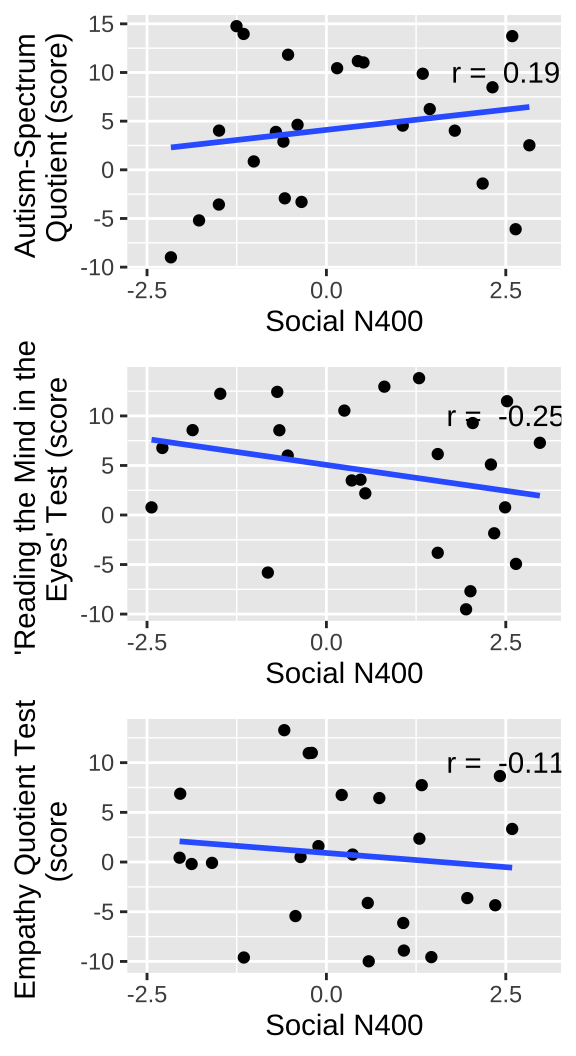 Autism-Spectrum
Quotient (score)
15
10
5
0
-5
-10
r =  0.19
-2.5
0.0
2.5
Social N400
'Reading the Mind in the
Eyes' Test (score
10
5
0
-5
-10
r =  -0.25
-2.5
0.0
2.5
Social N400
Empathy Quotient Test
(score
10
5
0
-5
-10
r =  -0.11
-2.5
0.0
2.5
Social N400